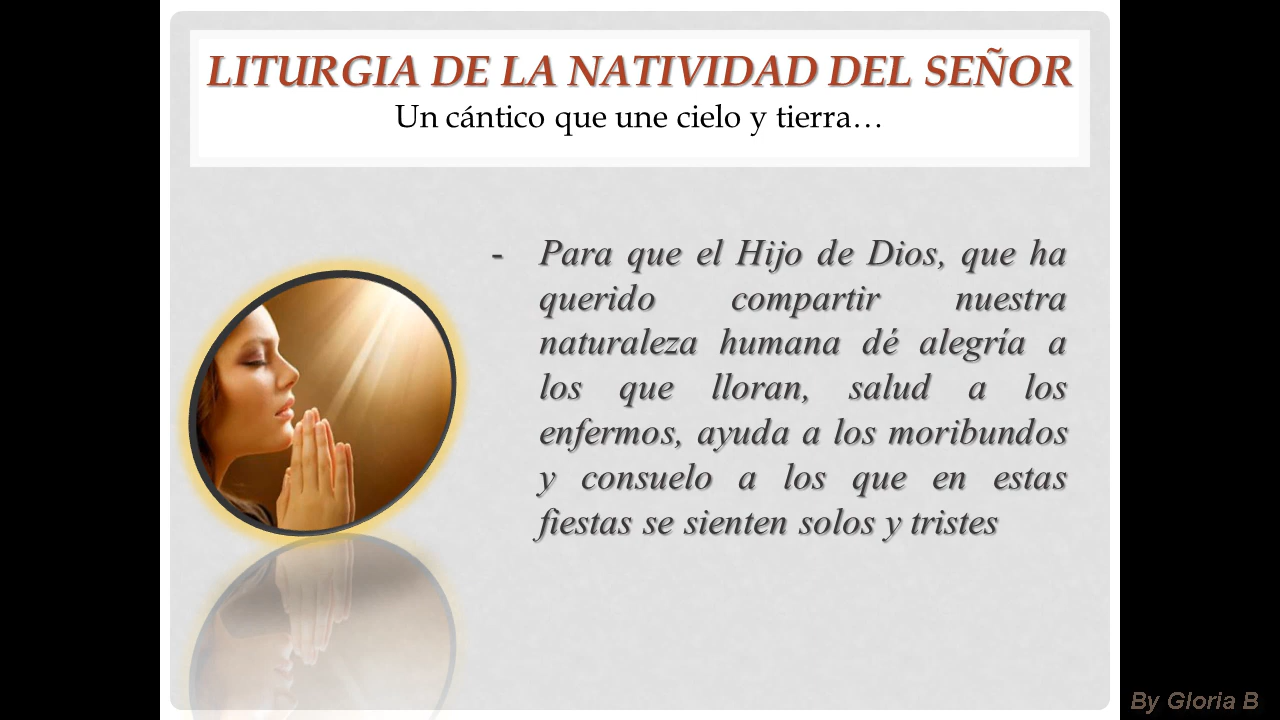 LITURGIA DE LA NATIVIDAD DEL SEÑOR
Un cántico que une cielo y tierra…
- Para que el Hijo de Dios, que ha
querido compartir nuestra
naturaleza humana dé alegría a
los que lloran, salud a los
enfermos, ayuda a los moribundos
y consuelo a los que en estas
fiestas se sienten solos y tristes
By Gloria B